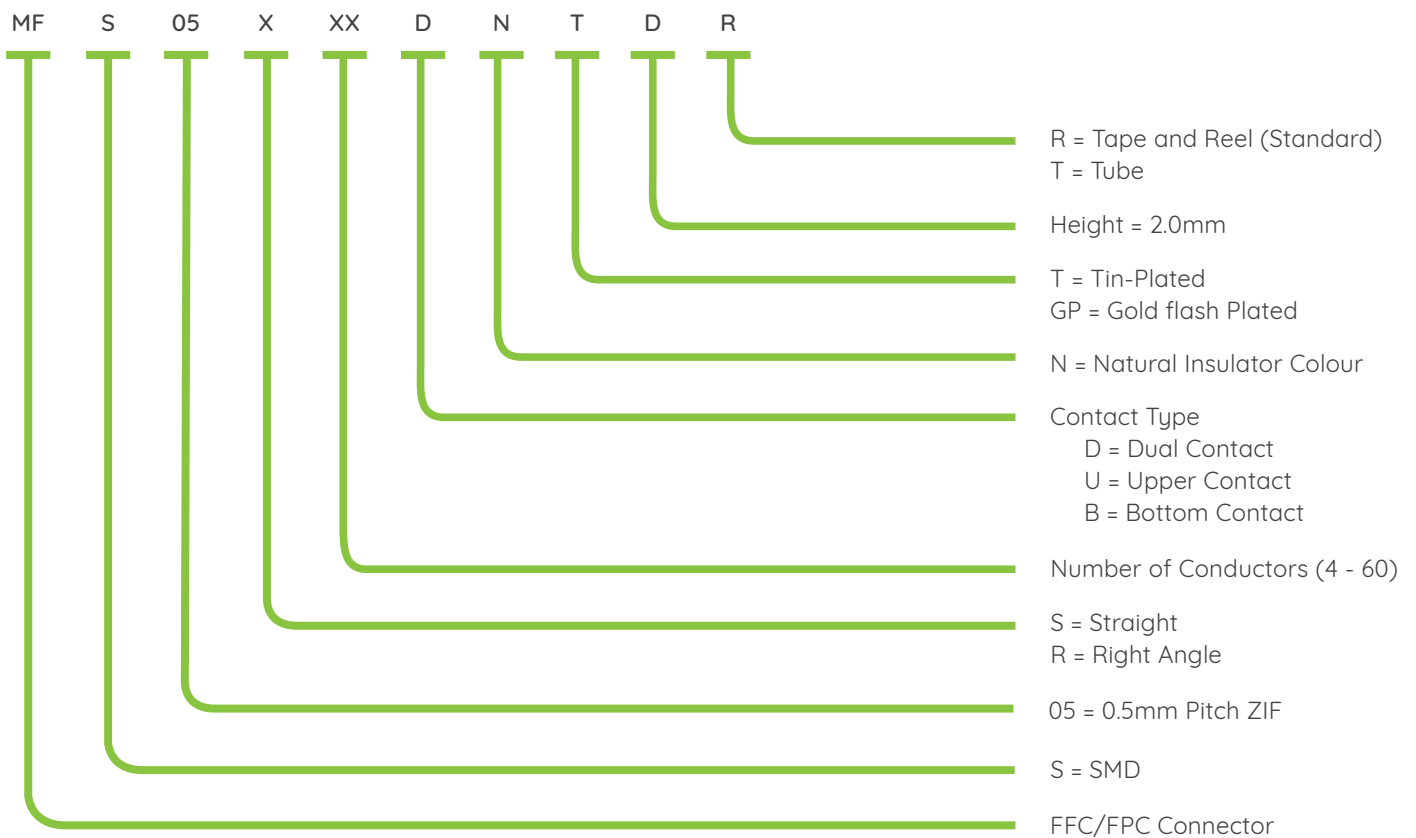 MF S 05 X XX D N T D R
R = Tape and Reel (Standard)
T = Tube
Height = 2.0mm
T = Tin-Plated
GP = Gold flash Plated
N = Natural Insulator Colour
Contact Type
D = Dual Contact
U = Upper Contact
B = Bottom Contact
Number of Conductors (4 - 60)
S = Straight
R = Right Angle
05 = 0.5mm Pitch ZIF
S = SMD
FFC/FPC Connector